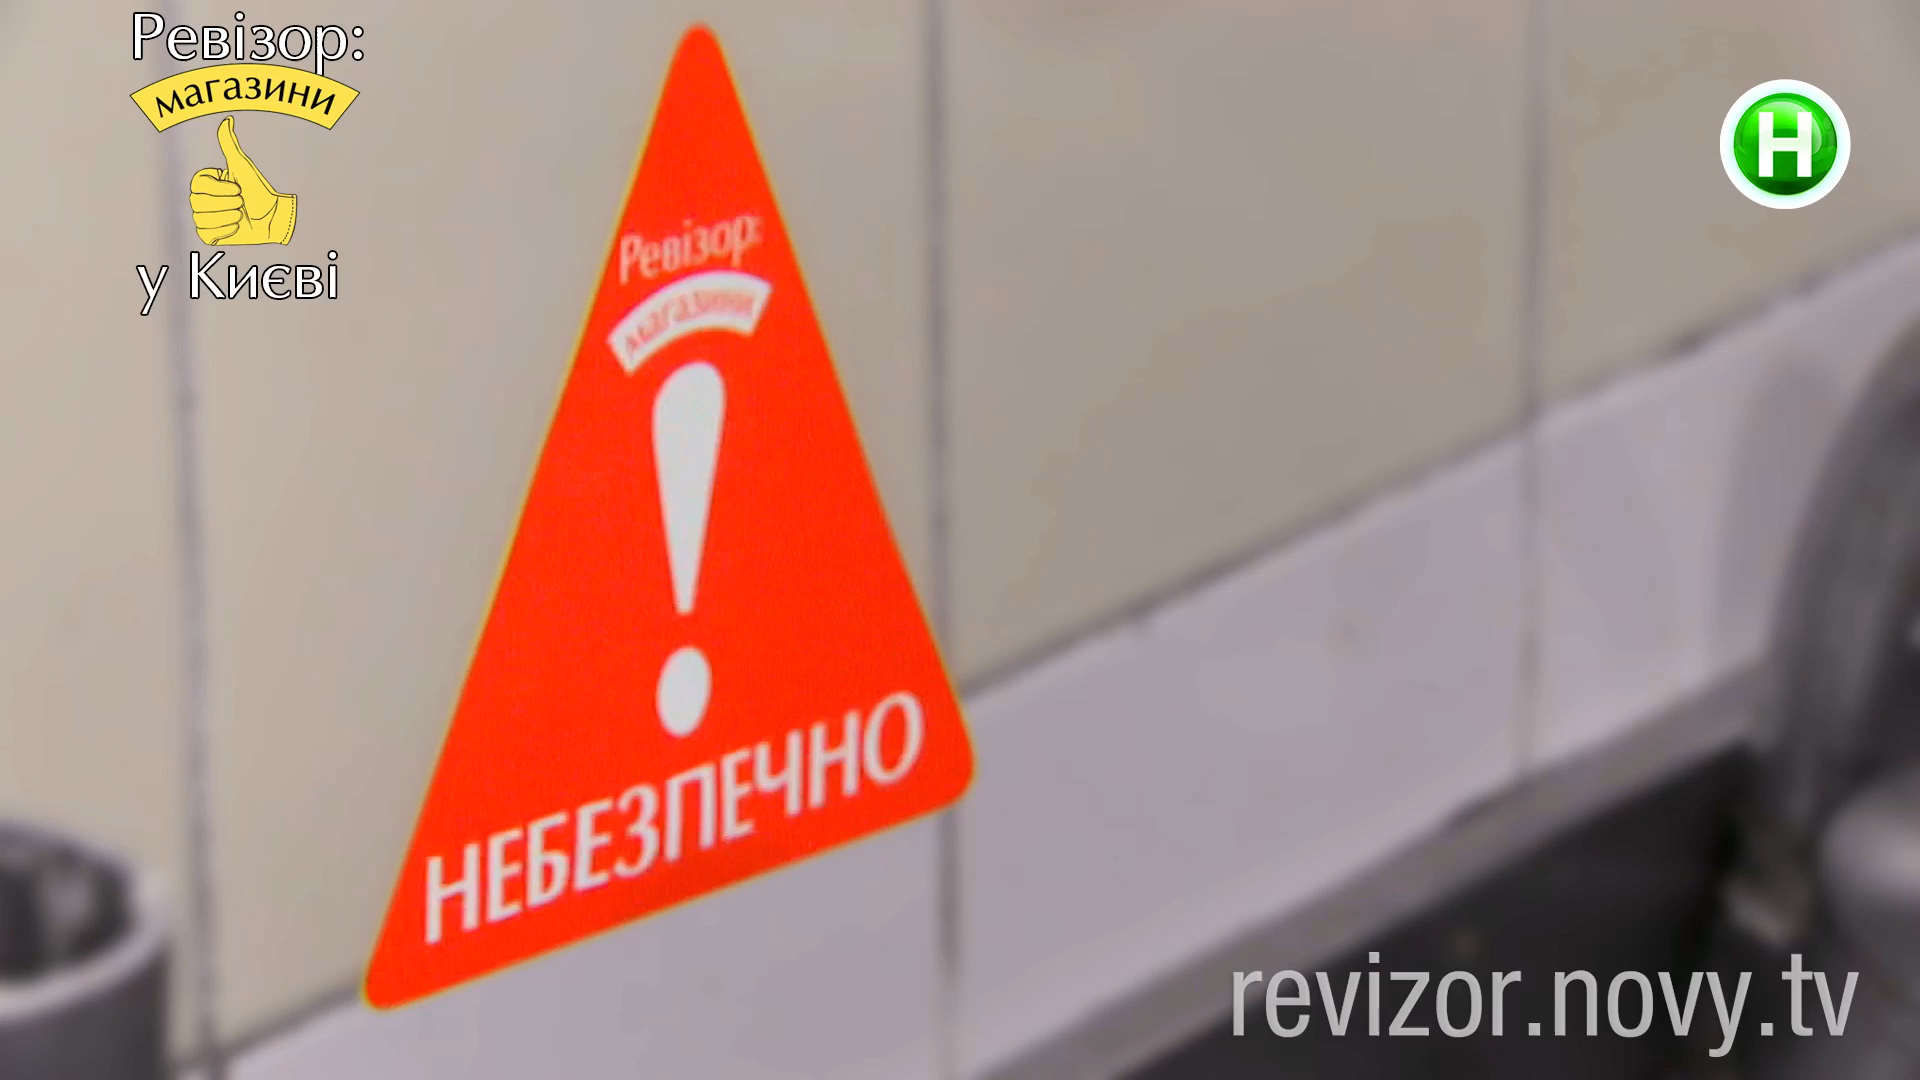 Ревізор:
магазини
у Києві
Н
Ревізор:
магазини
!
НЕБЕЗПЕЧНО
revizor.novy.tv